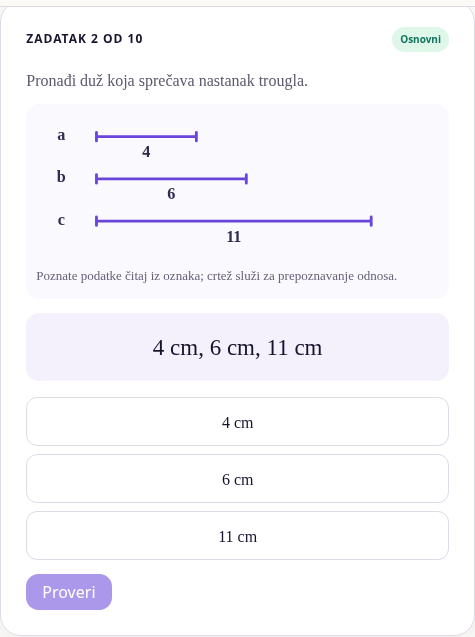 ZADATAK 2 OD 10
Osnovni
Pronađi duž koja sprečava nastanak trougla.
a
4
b
6
c
11
Poznate podatke čitaj iz oznaka; crtež služi za prepoznavanje odnosa.
4 cm, 6 cm, 11 cm
4 cm
6 cm
11 cm
Proveri